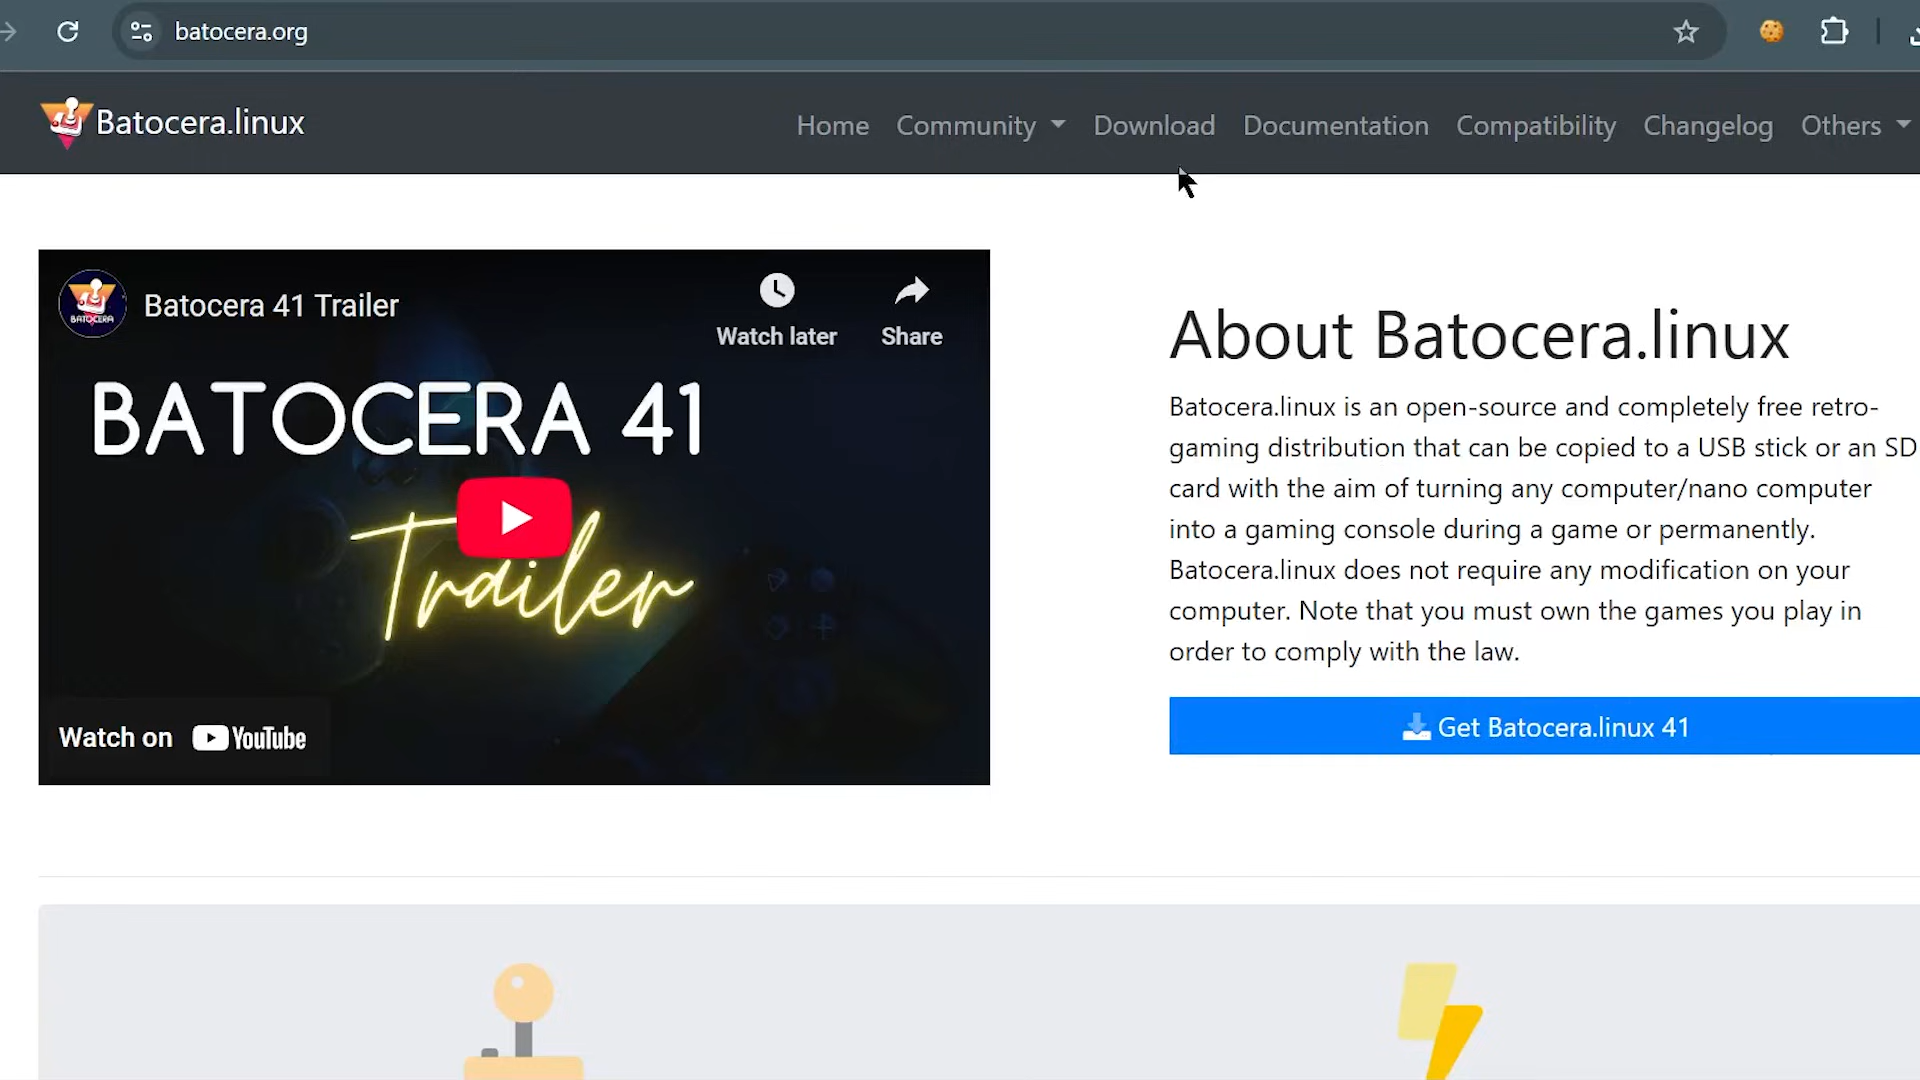 batocera.org
Batocera.linux
Home Community Download Documentation Compatibility Changelog Others
BATOCERA
Batocera 41 Trailer
Watch later
Share
BATOCERA 41
Trailer
Watch on YouTube
About Batocera.linux
Batocera.linux is an open-source and completely free retro-
gaming distribution that can be copied to a USB stick or an SD
card with the aim of turning any computer/nano computer
into a gaming console during a game or permanently.
Batocera.linux does not require any modification on your
computer. Note that you must own the games you play in
order to comply with the law.
Get Batocera.linux 41